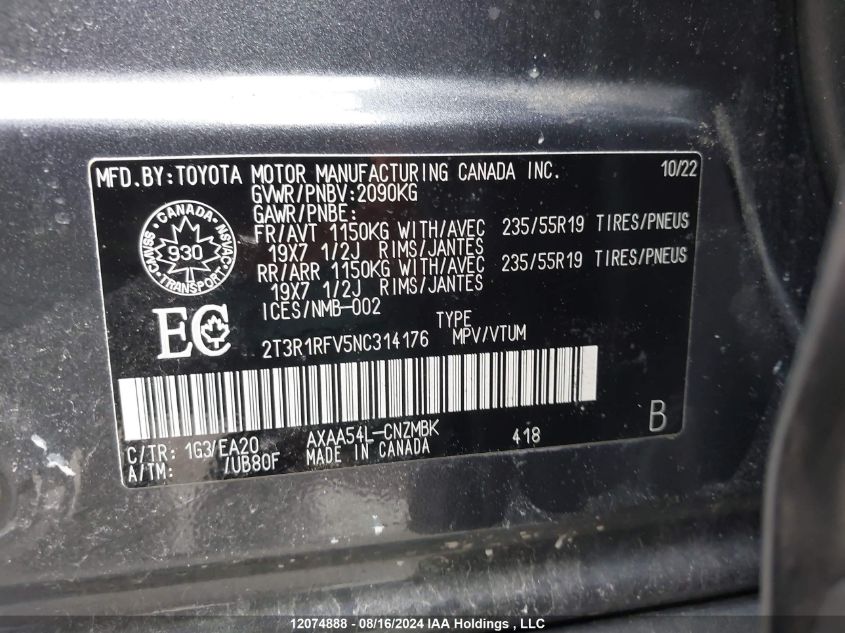 MFD.BY:TOYOTA MOTOR MANUFACTURING CANADA INC. 10/22
GVWR/PNBV:2090KG
GAWR/PNBE:
FR/AVT 1150KG WITH/AVEC 235/55R19 TIRES/PNEUS
19X7 1/2J RIMS/JANTES
RR/ARR 1150KG WITH/AVEC 235/55R19 TIRES/PNEUS
19X7 1/2J RIMS/JANTES
ICES/NMB-002
CANADA
CMVSS 930 NSVAC
TRANSPORT
EC
TYPE
2T3R1RFV5NC314176 MPV/VTUM
C/TR: 1G3/EA20 AXAA54L-CNZMBK 418 B
A/TM: /UB80F MADE IN CANADA
12074888 - 08/16/2024 IAA Holdings , LLC